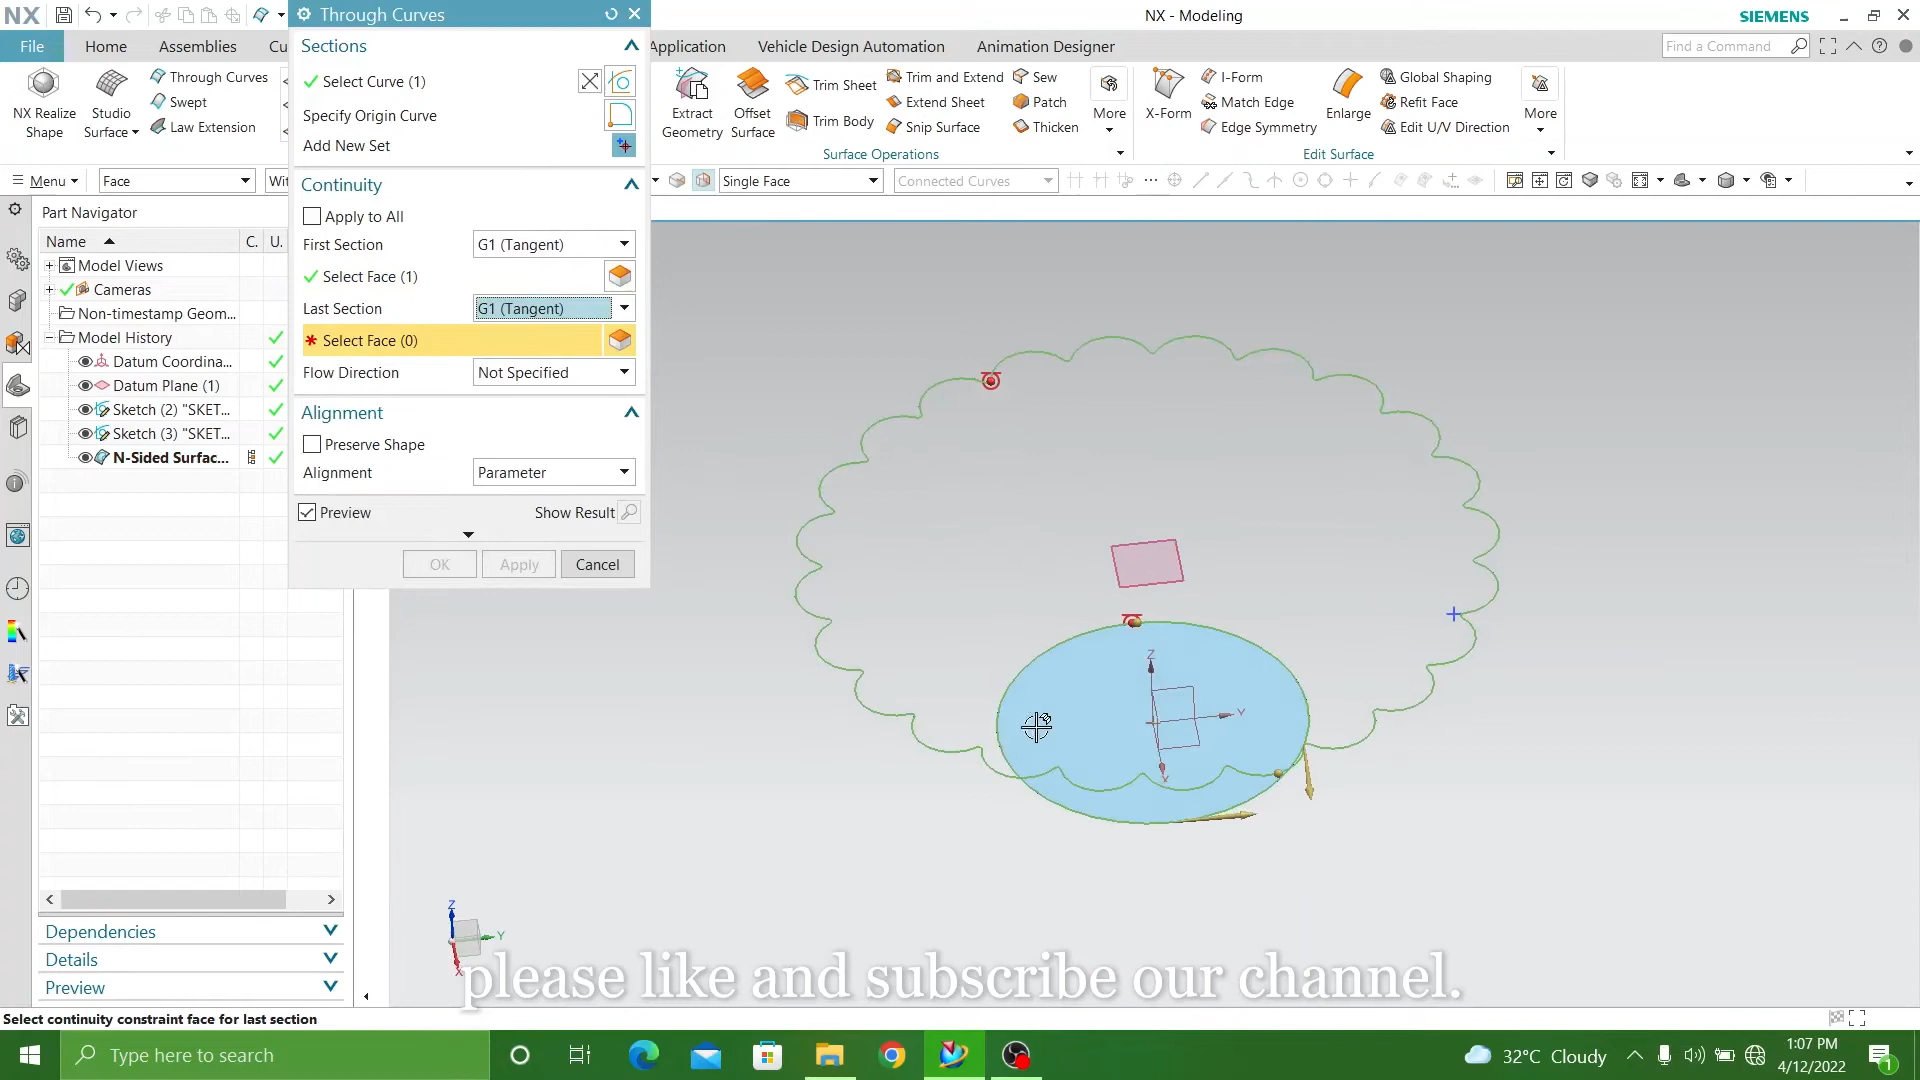 NX
Through Curves
NX - Modeling
SIEMENS
File
Home
Assemblies
Cu
Application
Vehicle Design Automation
Animation Designer
Find a Command
NX Realize
Shape
Studio
Surface
Through Curves
Swept
Law Extension
Sections
Select Curve (1)
Specify Origin Curve
Add New Set
Extract
Geometry
Offset
Surface
Trim Sheet
Trim Body
Trim and Extend
Extend Sheet
Snip Surface
Sew
Patch
Thicken
More
Surface Operations
X-Form
I-Form
Match Edge
Edge Symmetry
Enlarge
Global Shaping
Refit Face
Edit U/V Direction
More
Edit Surface
Menu
Face
Wit
Single Face
Connected Curves
Continuity
Apply to All
First Section
G1 (Tangent)
Select Face (1)
Last Section
G1 (Tangent)
* Select Face (0)
Flow Direction
Not Specified
Alignment
Preserve Shape
Alignment
Parameter
Preview
Show Result
OK
Apply
Cancel
Part Navigator
Name
C.
U.
Model Views
Cameras
Non-timestamp Geom...
Model History
Datum Coordina...
Datum Plane (1)
Sketch (2) "SKET...
Sketch (3) "SKET...
N-Sided Surfac...
Dependencies
Details
Preview
Z
Y
X
Z
Y
X
please like and subscribe our channel.
Select continuity constraint face for last section
Type here to search
32°C Cloudy
1:07 PM
4/12/2022
1